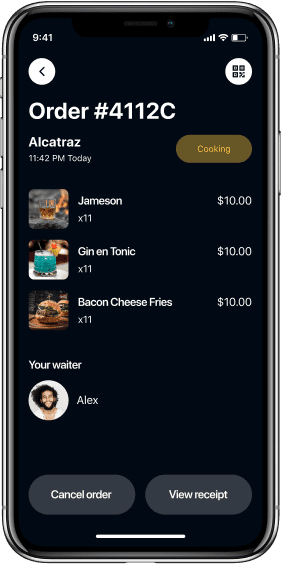 9:41
Order #4112C
Alcatraz
11:42 PM Today
Cooking
Jameson
$10.00
x11
Gin en Tonic
$10.00
x11
Bacon Cheese Fries
$10.00
x11
Your waiter
Alex
Cancel order
View receipt